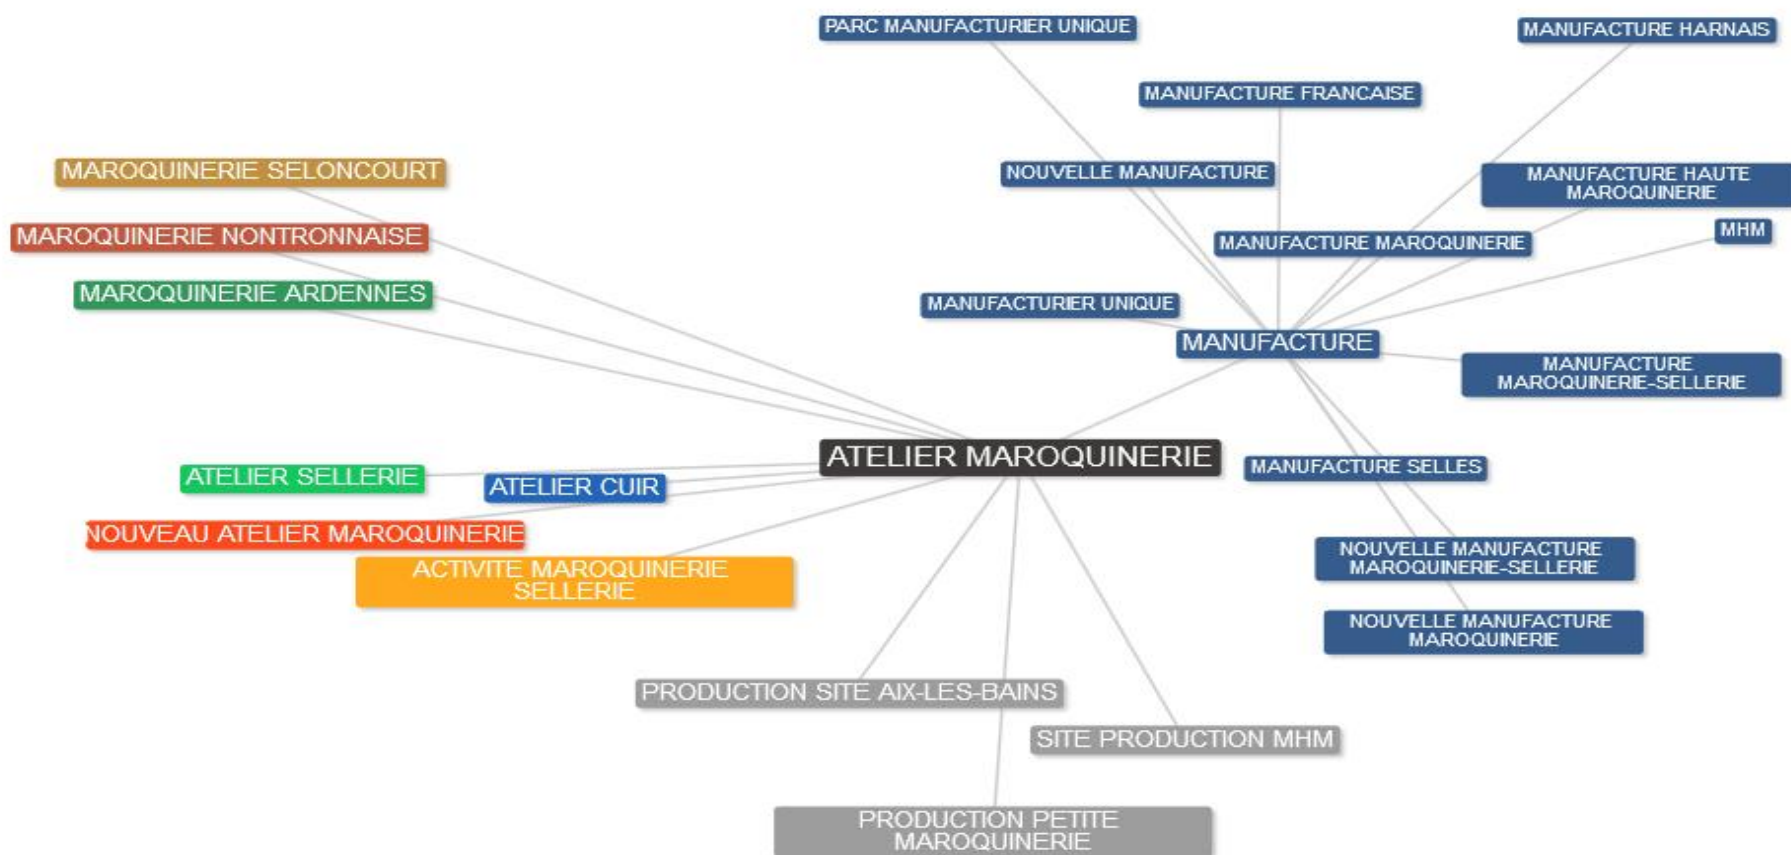 PARC MANUFACTURIER UNIQUE
MANUFACTURE HARNAIS
MANUFACTURE FRANCAISE
MAROQUINERIE SELONCOURT
NOUVELLE MANUFACTURE
MANUFACTURE HAUTE
MAROQUINERIE
MAROQUINERIE NONTRONNAISE
MANUFACTURE MAROQUINERIE
MHM
MAROQUINERIE ARDENNES
MANUFACTURIER UNIQUE
MANUFACTURE
MANUFACTURE
MAROQUINERIE-SELLERIE
ATELIER MAROQUINERIE
ATELIER SELLERIE
ATELIER CUIR
MANUFACTURE SELLES
NOUVEAU ATELIER MAROQUINERIE
ACTIVITE MAROQUINERIE
SELLERIE
NOUVELLE MANUFACTURE
MAROQUINERIE-SELLERIE
NOUVELLE MANUFACTURE
MAROQUINERIE
PRODUCTION SITE AIX-LES-BAINS
SITE PRODUCTION MHM
PRODUCTION PETITE
MAROQUINERIE